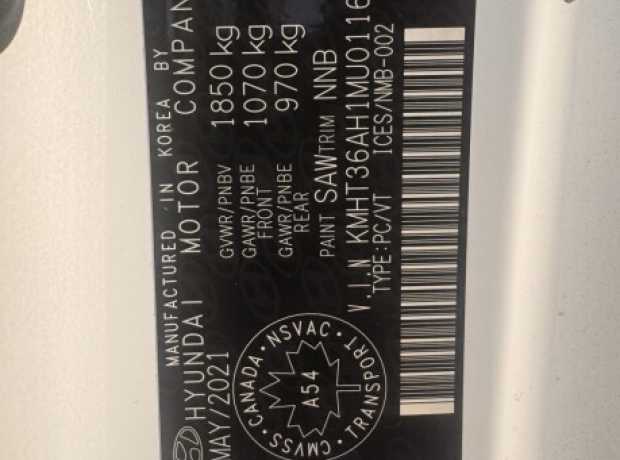 MANUFACTURED IN KOREA BY
HYUNDAI MOTOR COMPAN
MAY/2021
GVWR/PNBV 1850 kg
GAWR/PNBE FRONT 1070 kg
GAWR/PNBE REAR 970 kg
PAINT SAW TRIM NNB
V.I.N KMHT36AH1MU0116
TYPE:PC/VT ICES/NMB-002
CANADA · NSVAC · TRANSPORT · CMVSS ·
A54